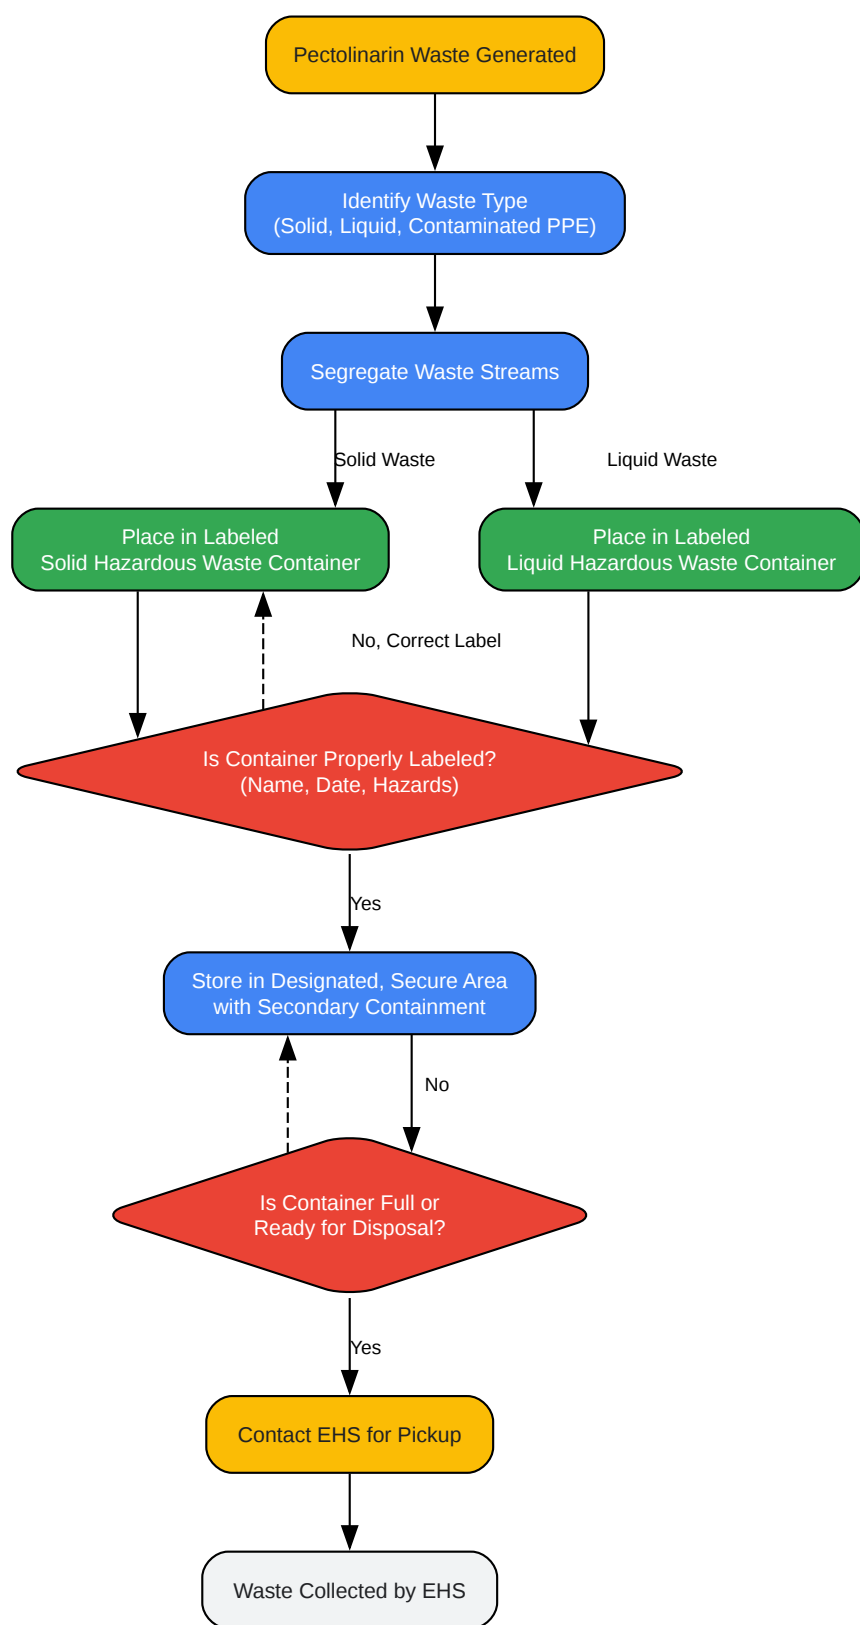 Pectolinarin Waste Generated
Identify Waste Type
(Solid, Liquid, Contaminated PPE)
Segregate Waste Streams
Solid Waste
Liquid Waste
Place in Labeled
Solid Hazardous Waste Container
Place in Labeled
Liquid Hazardous Waste Container
No, Correct Label
Is Container Properly Labeled?
(Name, Date, Hazards)
Yes
Store in Designated, Secure Area
with Secondary Containment
No
Is Container Full or
Ready for Disposal?
Yes
Contact EHS for Pickup
Waste Collected by EHS